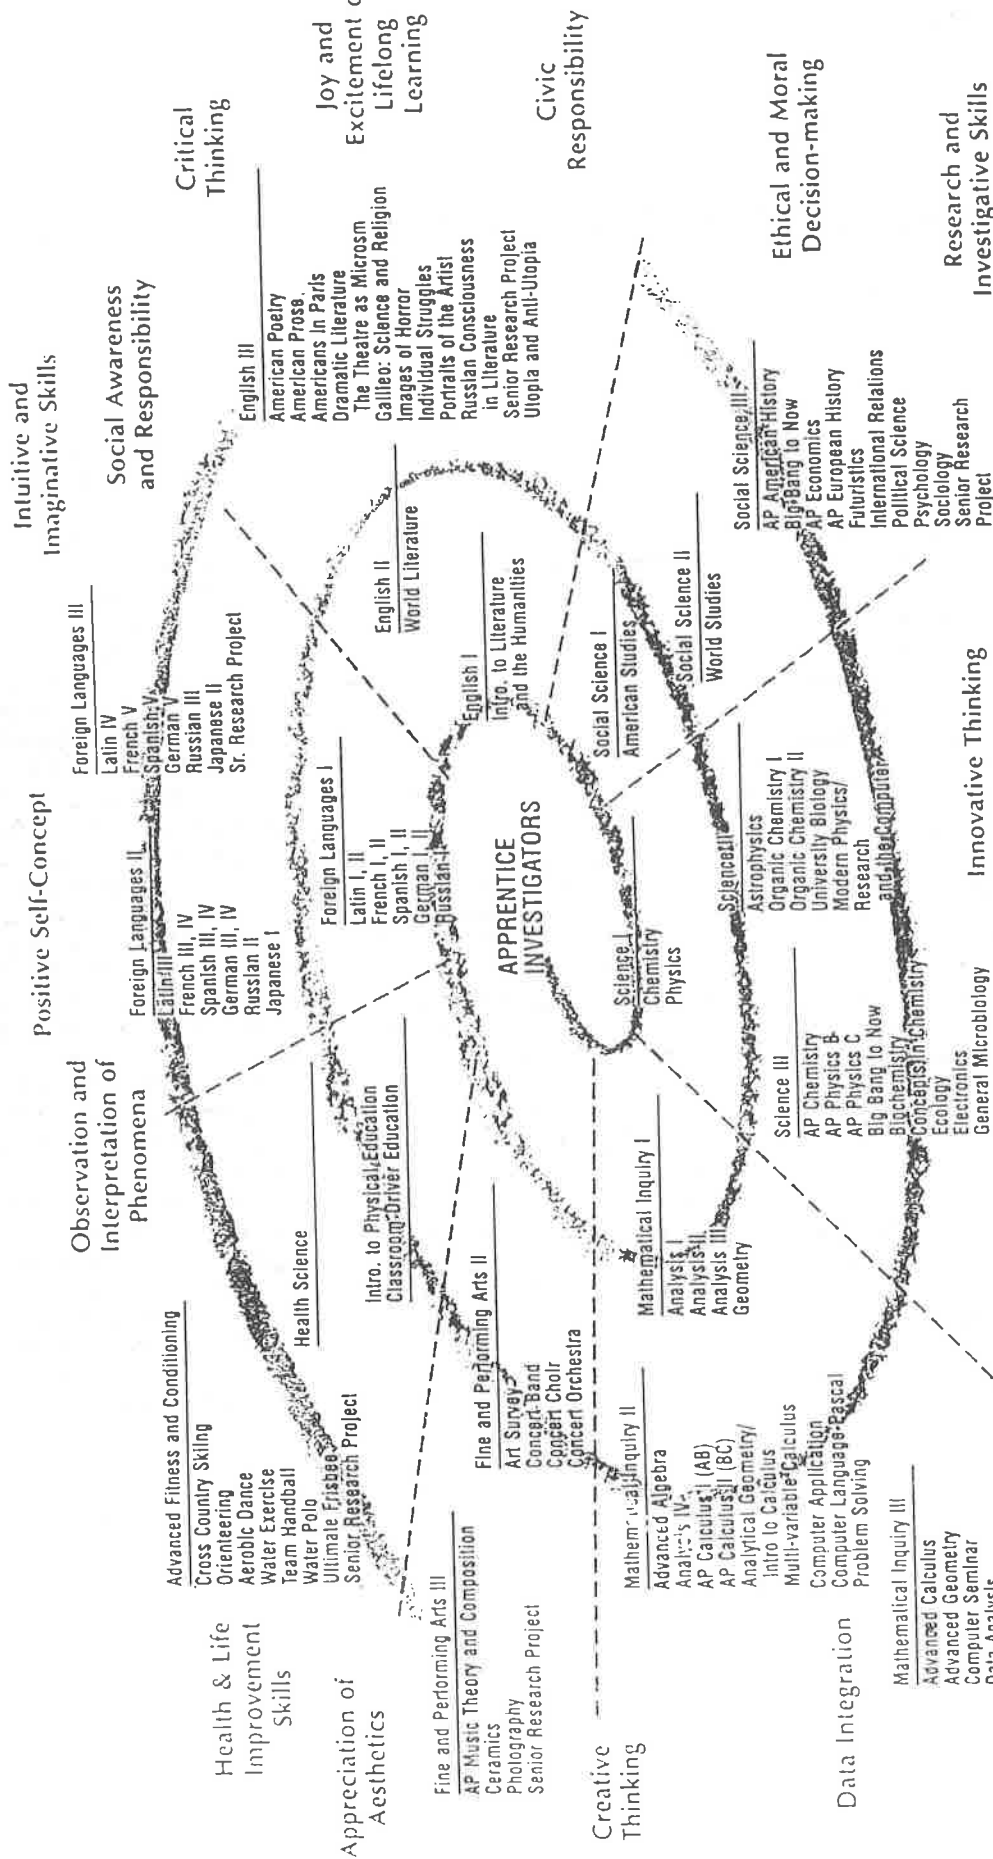 Intuitive and
Imaginative Skills
Positive Self-Concept
Observation and
Interpretation of
Phenomena
Social Awareness
and Responsibility
Critical
Thinking
Joy and
Excitement o
Lifelong
Learning
Civic
Responsibility
Ethical and Moral
Decision-making
Research and
Investigative Skills
Innovative Thinking
Data Integration
Creative
Thinking
Appreciation of
Aesthetics
Health & Life
Improvement
Skills
APPRENTICE
INVESTIGATORS
Foreign Languages I
Latin I, II
French I, II
Spanish I, II
German I, II
Russian I
Foreign Languages II
Latin III
French III, IV
Spanish III, IV
German III, IV
Russian II
Japanese I
Foreign Languages III
Latin IV
French V
Spanish V
German V
Russian III
Japanese II
Sr. Research Project
English I
Intro. to Literature
and the Humanities
English II
World Literature
English III
American Poetry
American Prose
Americans In Paris
Dramatic Literature
The Theatre as Microsm
Galileo: Science and Religion
Images of Horror
Individual Struggles
Portraits of the Artist
Russian Consciousness
in Literature
Senior Research Project
Utopia and Anti-Utopia
Social Science I
American Studies
Social Science II
World Studies
Social Science III
AP American History
Big Bang to Now
AP Economics
AP European History
Futuristics
International Relations
Political Science
Psychology
Sociology
Senior Research
Project
Science I
Chemistry
Physics
Science II
Astrophysics
Organic Chemistry I
Organic Chemistry II
University Biology
Modern Physics/
Research
and the Computer
Science III
AP Chemistry
AP Physics B
AP Physics C
Big Bang to Now
Biochemistry
Concepts in Chemistry
Ecology
Electronics
General Microbiology
Mathematical Inquiry I
Analysis I
Analysis II
Analysis III
Geometry
Mathematical Inquiry II
Advanced Algebra
Analysis IV
AP Calculus I (AB)
AP Calculus II (BC)
Analytical Geometry/
Intro to Calculus
Multi-variable Calculus
Computer Application
Computer Language-Pascal
Problem Solving
Mathematical Inquiry III
Advanced Calculus
Advanced Geometry
Computer Seminar
Data Analysis
Fine and Performing Arts II
Art Survey
Concert Band
Concert Choir
Concert Orchestra
Fine and Performing Arts III
AP Music Theory and Composition
Ceramics
Photography
Senior Research Project
Health Science
Intro. to Physical Education
Classroom Driver Education
Advanced Fitness and Conditioning
Cross Country Skiing
Orienteering
Aerobic Dance
Water Exercise
Team Handball
Water Polo
Ultimate Frisbee
Senior Research Project